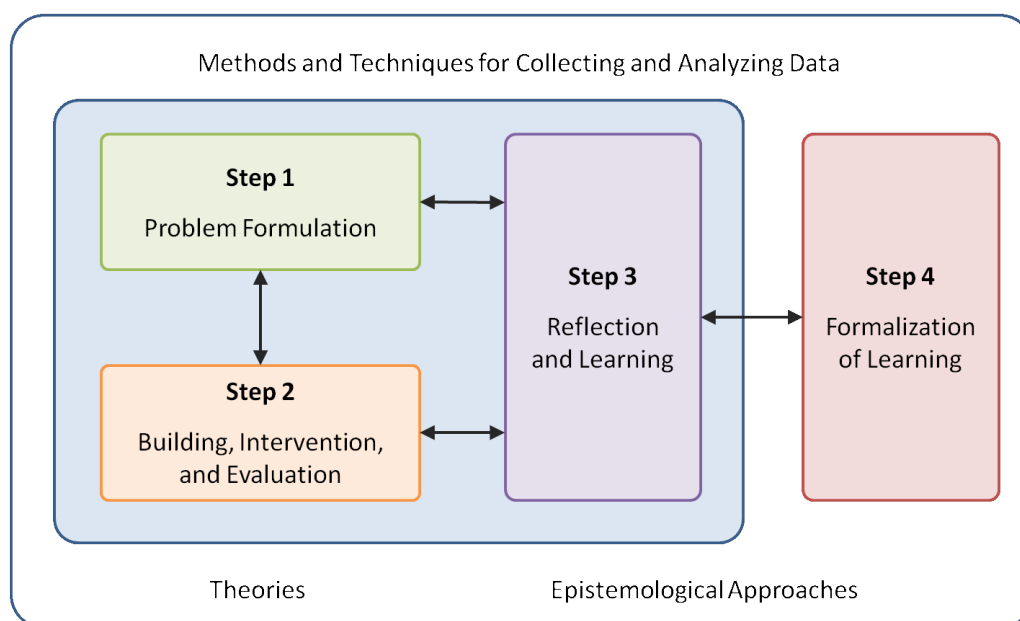 Methods and Techniques for Collecting and Analyzing Data
Step 1
Problem Formulation
Step 2
Building, Intervention,
and Evaluation
Step 3
Reflection
and Learning
Step 4
Formalization
of Learning
Theories
Epistemological Approaches